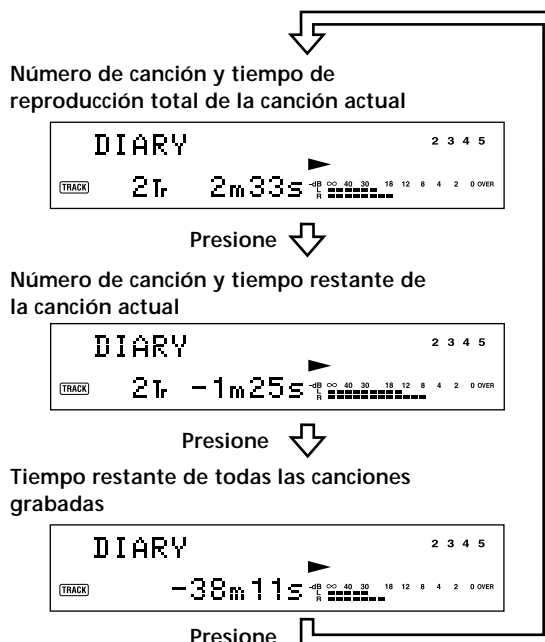 Número de canción y tiempo de
reproducción total de la canción actual
DIARY 2 3 4 5
TRACK 2Tr 2m33s -dB ∞ 40 30 18 12 8 4 2 0 OVER
L
R
Presione
Número de canción y tiempo restante de
la canción actual
DIARY 2 3 4 5
TRACK 2Tr -1m25s -dB ∞ 40 30 18 12 8 4 2 0 OVER
L
R
Presione
Tiempo restante de todas las canciones
grabadas
DIARY 2 3 4 5
TRACK -38m11s -dB ∞ 40 30 18 12 8 4 2 0 OVER
L
R
Presione